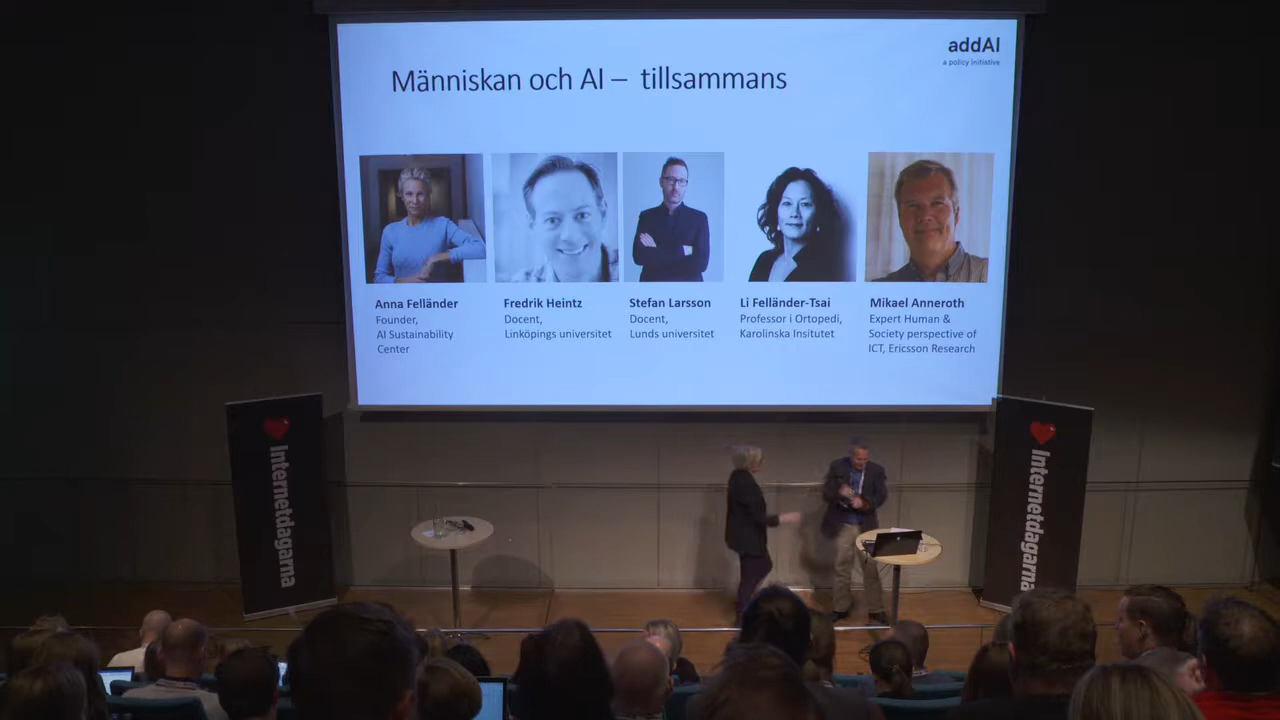 addAI
a policy initiative
Människan och AI – tillsammans
Anna Felländer
Founder,
AI Sustainability
Center
Fredrik Heintz
Docent,
Linköpings universitet
Stefan Larsson
Docent,
Lunds universitet
Li Felländer-Tsai
Professor i Ortopedi,
Karolinska Insitutet
Mikael Anneroth
Expert Human &
Society perspective of
ICT, Ericsson Research
Internetdagarna
Internetdagarna